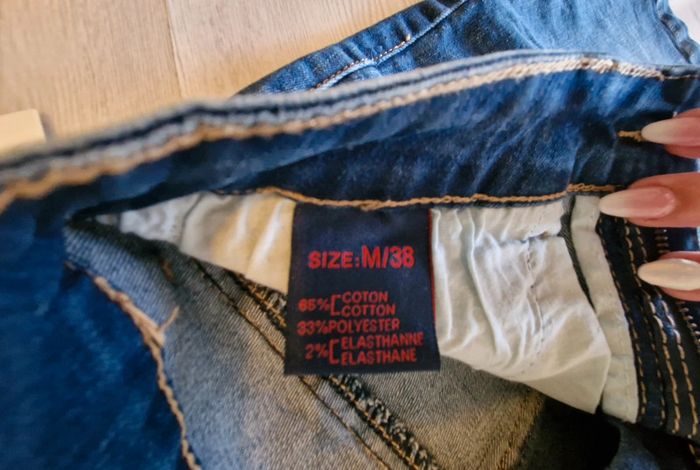 SIZE:M/38
65% COTON
COTTON
33%POLYESTER
2% ELASTHANNE
ELASTHANE